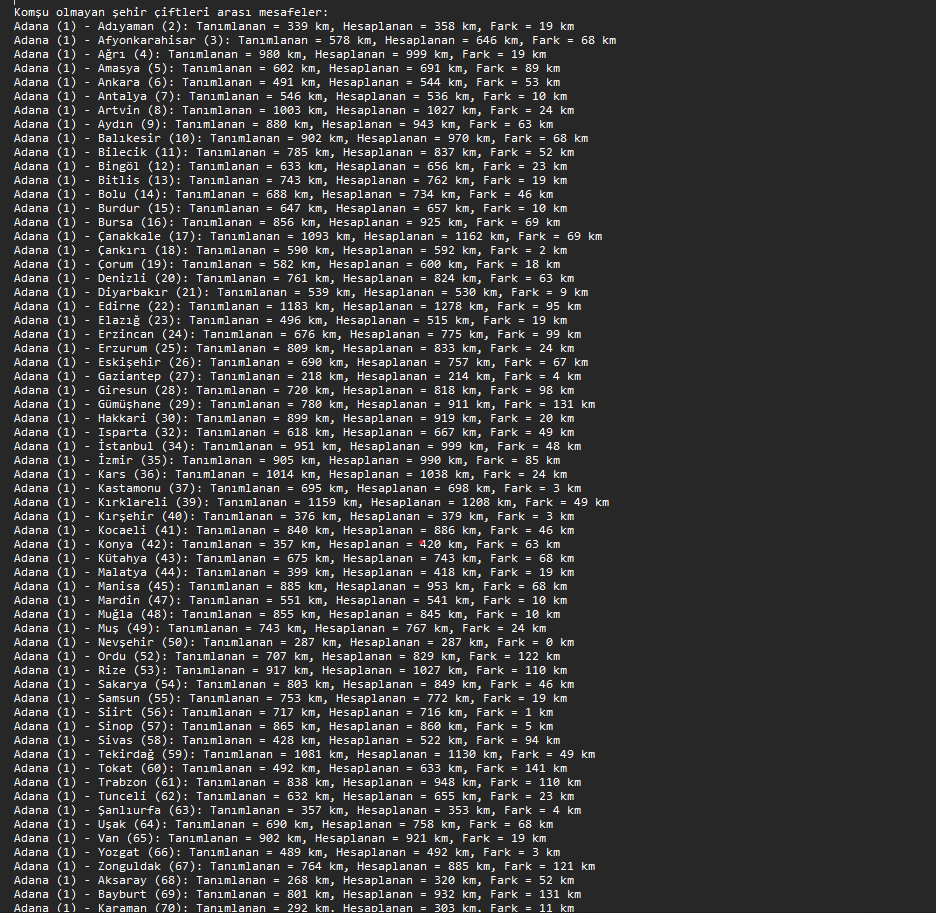 Komşu olmayan şehir çiftleri arası mesafeler:
Adana (1) - Adıyaman (2): Tanımlanan = 339 km, Hesaplanan = 358 km, Fark = 19 km
Adana (1) - Afyonkarahisar (3): Tanımlanan = 578 km, Hesaplanan = 646 km, Fark = 68 km
Adana (1) - Ağrı (4): Tanımlanan = 980 km, Hesaplanan = 999 km, Fark = 19 km
Adana (1) - Amasya (5): Tanımlanan = 602 km, Hesaplanan = 691 km, Fark = 89 km
Adana (1) - Ankara (6): Tanımlanan = 491 km, Hesaplanan = 544 km, Fark = 53 km
Adana (1) - Antalya (7): Tanımlanan = 546 km, Hesaplanan = 536 km, Fark = 10 km
Adana (1) - Artvin (8): Tanımlanan = 1003 km, Hesaplanan = 1027 km, Fark = 24 km
Adana (1) - Aydın (9): Tanımlanan = 880 km, Hesaplanan = 943 km, Fark = 63 km
Adana (1) - Balıkesir (10): Tanımlanan = 902 km, Hesaplanan = 970 km, Fark = 68 km
Adana (1) - Bilecik (11): Tanımlanan = 785 km, Hesaplanan = 837 km, Fark = 52 km
Adana (1) - Bingöl (12): Tanımlanan = 633 km, Hesaplanan = 656 km, Fark = 23 km
Adana (1) - Bitlis (13): Tanımlanan = 743 km, Hesaplanan = 762 km, Fark = 19 km
Adana (1) - Bolu (14): Tanımlanan = 688 km, Hesaplanan = 734 km, Fark = 46 km
Adana (1) - Burdur (15): Tanımlanan = 647 km, Hesaplanan = 657 km, Fark = 10 km
Adana (1) - Bursa (16): Tanımlanan = 856 km, Hesaplanan = 925 km, Fark = 69 km
Adana (1) - Çanakkale (17): Tanımlanan = 1093 km, Hesaplanan = 1162 km, Fark = 69 km
Adana (1) - Çankırı (18): Tanımlanan = 590 km, Hesaplanan = 592 km, Fark = 2 km
Adana (1) - Çorum (19): Tanımlanan = 582 km, Hesaplanan = 600 km, Fark = 18 km
Adana (1) - Denizli (20): Tanımlanan = 761 km, Hesaplanan = 824 km, Fark = 63 km
Adana (1) - Diyarbakır (21): Tanımlanan = 539 km, Hesaplanan = 530 km, Fark = 9 km
Adana (1) - Edirne (22): Tanımlanan = 1183 km, Hesaplanan = 1278 km, Fark = 95 km
Adana (1) - Elazığ (23): Tanımlanan = 496 km, Hesaplanan = 515 km, Fark = 19 km
Adana (1) - Erzincan (24): Tanımlanan = 676 km, Hesaplanan = 775 km, Fark = 99 km
Adana (1) - Erzurum (25): Tanımlanan = 809 km, Hesaplanan = 833 km, Fark = 24 km
Adana (1) - Eskişehir (26): Tanımlanan = 690 km, Hesaplanan = 757 km, Fark = 67 km
Adana (1) - Gaziantep (27): Tanımlanan = 218 km, Hesaplanan = 214 km, Fark = 4 km
Adana (1) - Giresun (28): Tanımlanan = 720 km, Hesaplanan = 818 km, Fark = 98 km
Adana (1) - Gümüşhane (29): Tanımlanan = 780 km, Hesaplanan = 911 km, Fark = 131 km
Adana (1) - Hakkari (30): Tanımlanan = 899 km, Hesaplanan = 919 km, Fark = 20 km
Adana (1) - Isparta (32): Tanımlanan = 618 km, Hesaplanan = 667 km, Fark = 49 km
Adana (1) - İstanbul (34): Tanımlanan = 951 km, Hesaplanan = 999 km, Fark = 48 km
Adana (1) - İzmir (35): Tanımlanan = 905 km, Hesaplanan = 990 km, Fark = 85 km
Adana (1) - Kars (36): Tanımlanan = 1014 km, Hesaplanan = 1038 km, Fark = 24 km
Adana (1) - Kastamonu (37): Tanımlanan = 695 km, Hesaplanan = 698 km, Fark = 3 km
Adana (1) - Kırklareli (39): Tanımlanan = 1159 km, Hesaplanan = 1208 km, Fark = 49 km
Adana (1) - Kırşehir (40): Tanımlanan = 376 km, Hesaplanan = 379 km, Fark = 3 km
Adana (1) - Kocaeli (41): Tanımlanan = 840 km, Hesaplanan = 886 km, Fark = 46 km
Adana (1) - Konya (42): Tanımlanan = 357 km, Hesaplanan = 420 km, Fark = 63 km
Adana (1) - Kütahya (43): Tanımlanan = 675 km, Hesaplanan = 743 km, Fark = 68 km
Adana (1) - Malatya (44): Tanımlanan = 399 km, Hesaplanan = 418 km, Fark = 19 km
Adana (1) - Manisa (45): Tanımlanan = 885 km, Hesaplanan = 953 km, Fark = 68 km
Adana (1) - Mardin (47): Tanımlanan = 551 km, Hesaplanan = 541 km, Fark = 10 km
Adana (1) - Muğla (48): Tanımlanan = 855 km, Hesaplanan = 845 km, Fark = 10 km
Adana (1) - Muş (49): Tanımlanan = 743 km, Hesaplanan = 767 km, Fark = 24 km
Adana (1) - Nevşehir (50): Tanımlanan = 287 km, Hesaplanan = 287 km, Fark = 0 km
Adana (1) - Ordu (52): Tanımlanan = 707 km, Hesaplanan = 829 km, Fark = 122 km
Adana (1) - Rize (53): Tanımlanan = 917 km, Hesaplanan = 1027 km, Fark = 110 km
Adana (1) - Sakarya (54): Tanımlanan = 803 km, Hesaplanan = 849 km, Fark = 46 km
Adana (1) - Samsun (55): Tanımlanan = 753 km, Hesaplanan = 772 km, Fark = 19 km
Adana (1) - Siirt (56): Tanımlanan = 717 km, Hesaplanan = 716 km, Fark = 1 km
Adana (1) - Sinop (57): Tanımlanan = 865 km, Hesaplanan = 860 km, Fark = 5 km
Adana (1) - Sivas (58): Tanımlanan = 428 km, Hesaplanan = 522 km, Fark = 94 km
Adana (1) - Tekirdağ (59): Tanımlanan = 1081 km, Hesaplanan = 1130 km, Fark = 49 km
Adana (1) - Tokat (60): Tanımlanan = 492 km, Hesaplanan = 633 km, Fark = 141 km
Adana (1) - Trabzon (61): Tanımlanan = 838 km, Hesaplanan = 948 km, Fark = 110 km
Adana (1) - Tunceli (62): Tanımlanan = 632 km, Hesaplanan = 655 km, Fark = 23 km
Adana (1) - Şanlıurfa (63): Tanımlanan = 357 km, Hesaplanan = 353 km, Fark = 4 km
Adana (1) - Uşak (64): Tanımlanan = 690 km, Hesaplanan = 758 km, Fark = 68 km
Adana (1) - Van (65): Tanımlanan = 902 km, Hesaplanan = 921 km, Fark = 19 km
Adana (1) - Yozgat (66): Tanımlanan = 489 km, Hesaplanan = 492 km, Fark = 3 km
Adana (1) - Zonguldak (67): Tanımlanan = 764 km, Hesaplanan = 885 km, Fark = 121 km
Adana (1) - Aksaray (68): Tanımlanan = 268 km, Hesaplanan = 320 km, Fark = 52 km
Adana (1) - Bayburt (69): Tanımlanan = 801 km, Hesaplanan = 932 km, Fark = 131 km
Adana (1) - Karaman (70): Tanımlanan = 292 km, Hesaplanan = 303 km, Fark = 11 km